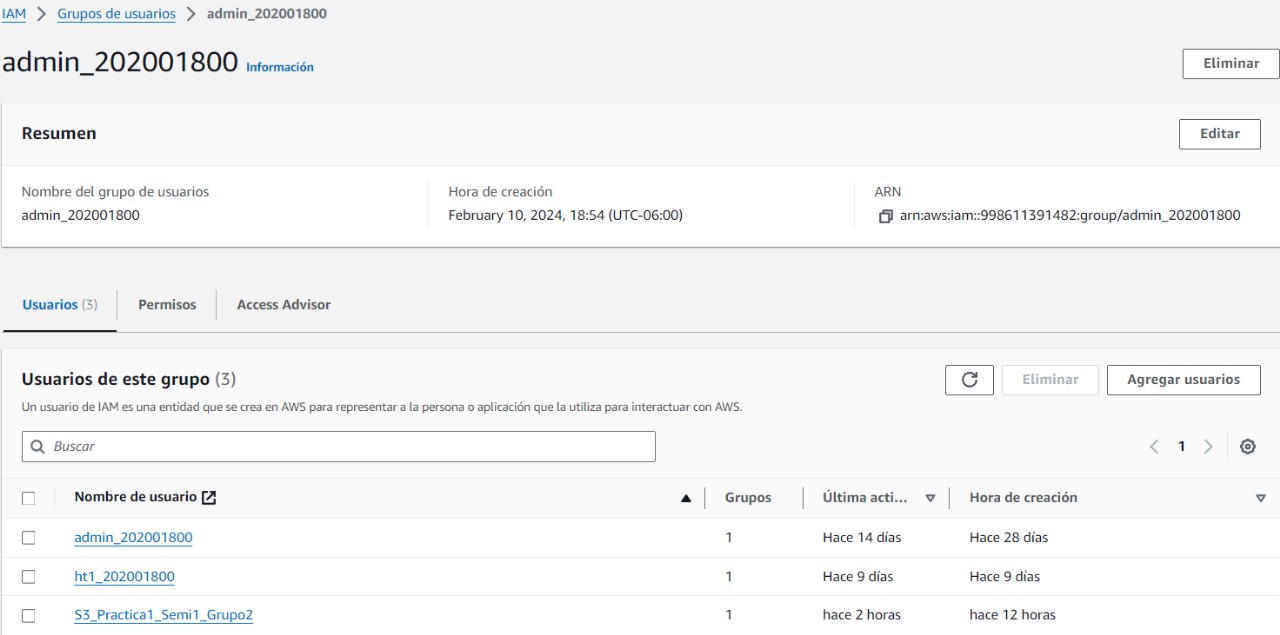 IAM > Grupos de usuarios > admin_202001800
admin_202001800 Información
Eliminar
Resumen
Editar
Nombre del grupo de usuarios
admin_202001800
Hora de creación
February 10, 2024, 18:54 (UTC-06:00)
ARN
arn:aws:iam::998611391482:group/admin_202001800
Usuarios (3) Permisos Access Advisor
Usuarios de este grupo (3)
Eliminar Agregar usuarios
Un usuario de IAM es una entidad que se crea en AWS para representar a la persona o aplicación que la utiliza para interactuar con AWS.
Buscar
1
Nombre de usuario Grupos Última acti... Hora de creación
admin_202001800 1 Hace 14 días Hace 28 días
ht1_202001800 1 Hace 9 días Hace 9 días
S3_Practica1_Semi1_Grupo2 1 hace 2 horas hace 12 horas